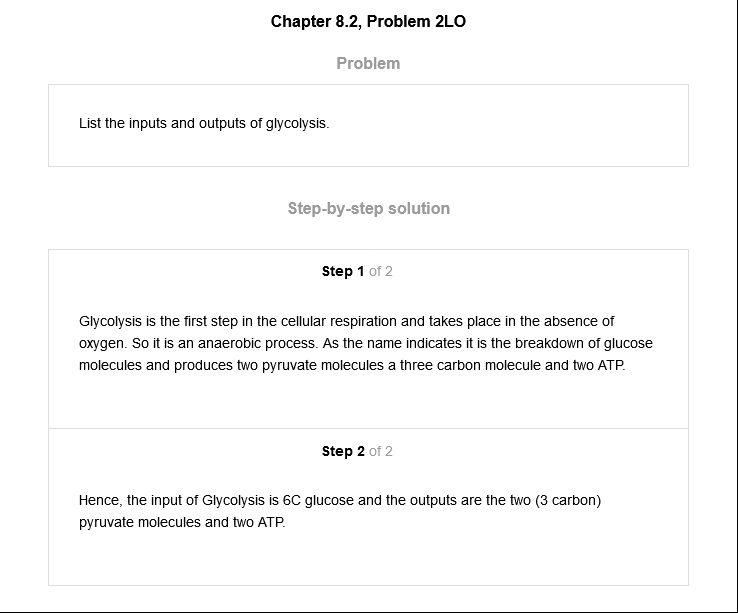 Chapter 8.2, Problem 2LO
Problem
List the inputs and outputs of glycolysis.
Step-by-step solution
Step 1 of 2
Glycolysis is the first step in the cellular respiration and takes place in the absence of
oxygen. So it is an anaerobic process. As the name indicates it is the breakdown of glucose
molecules and produces two pyruvate molecules a three carbon molecule and two ATP.
Step 2 of 2
Hence, the input of Glycolysis is 6C glucose and the outputs are the two (3 carbon)
pyruvate molecules and two ATP.